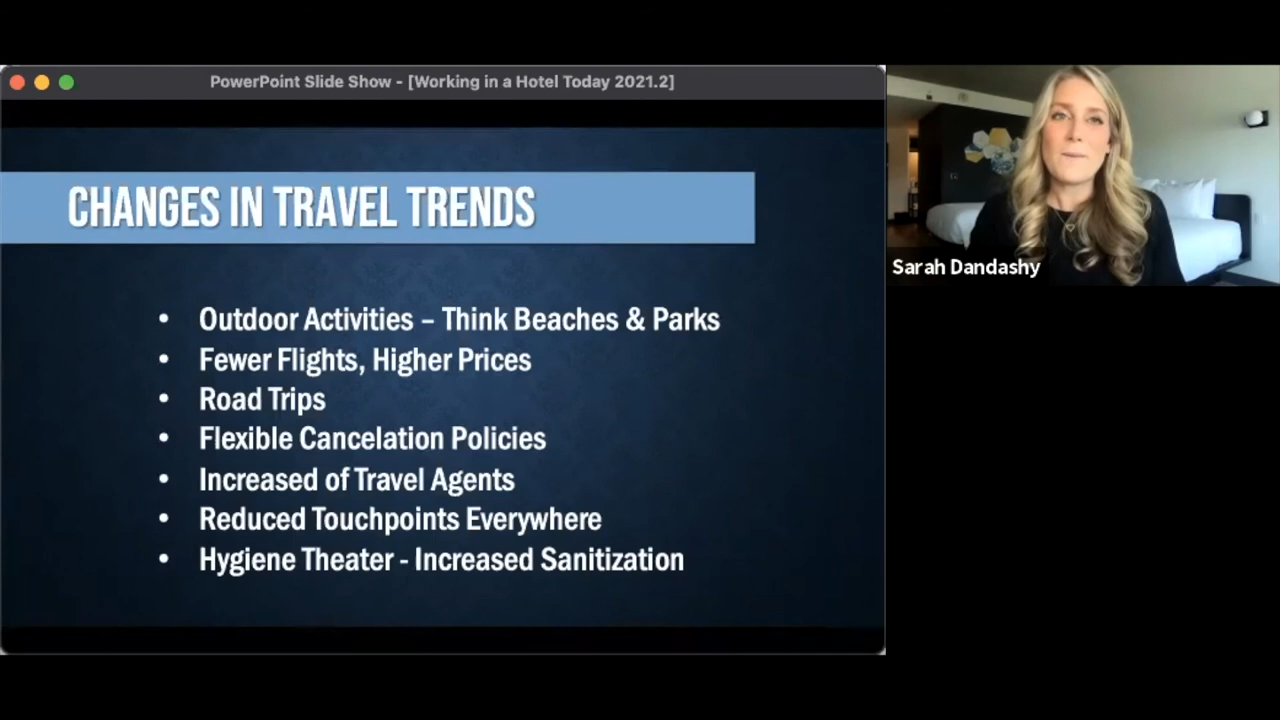 PowerPoint Slide Show - [Working in a Hotel Today 2021.2]
CHANGES IN TRAVEL TRENDS
• Outdoor Activities – Think Beaches & Parks
• Fewer Flights, Higher Prices
• Road Trips
• Flexible Cancelation Policies
• Increased of Travel Agents
• Reduced Touchpoints Everywhere
• Hygiene Theater - Increased Sanitization
Sarah Dandashy